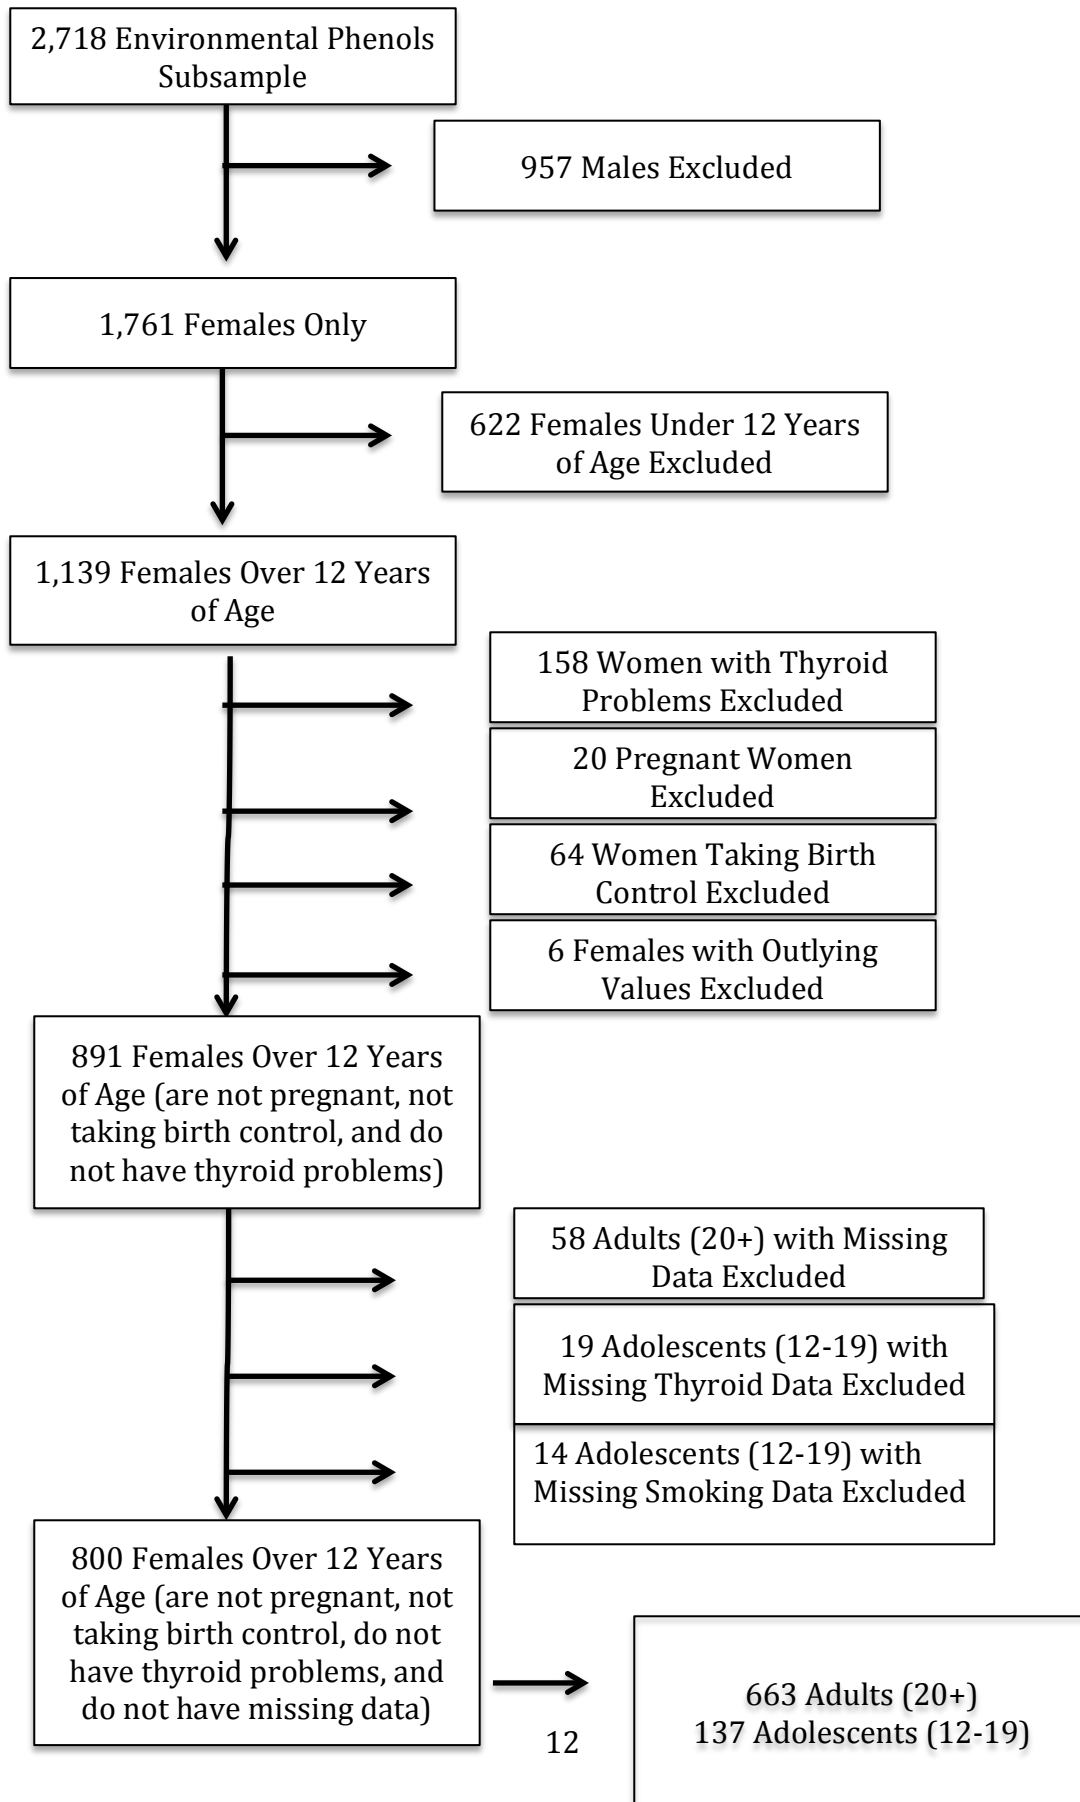 2,718 Environmental Phenols
Subsample
957 Males Excluded
1,761 Females Only
622 Females Under 12 Years
of Age Excluded
1,139 Females Over 12 Years
of Age
158 Women with Thyroid
Problems Excluded
20 Pregnant Women
Excluded
64 Women Taking Birth
Control Excluded
6 Females with Outlying
Values Excluded
891 Females Over 12 Years
of Age (are not pregnant, not
taking birth control, and do
not have thyroid problems)
58 Adults (20+) with Missing
Data Excluded
19 Adolescents (12-19) with
Missing Thyroid Data Excluded
14 Adolescents (12-19) with
Missing Smoking Data Excluded
800 Females Over 12 Years
of Age (are not pregnant, not
taking birth control, do not
have thyroid problems, and
do not have missing data)
663 Adults (20+)
137 Adolescents (12-19)
12